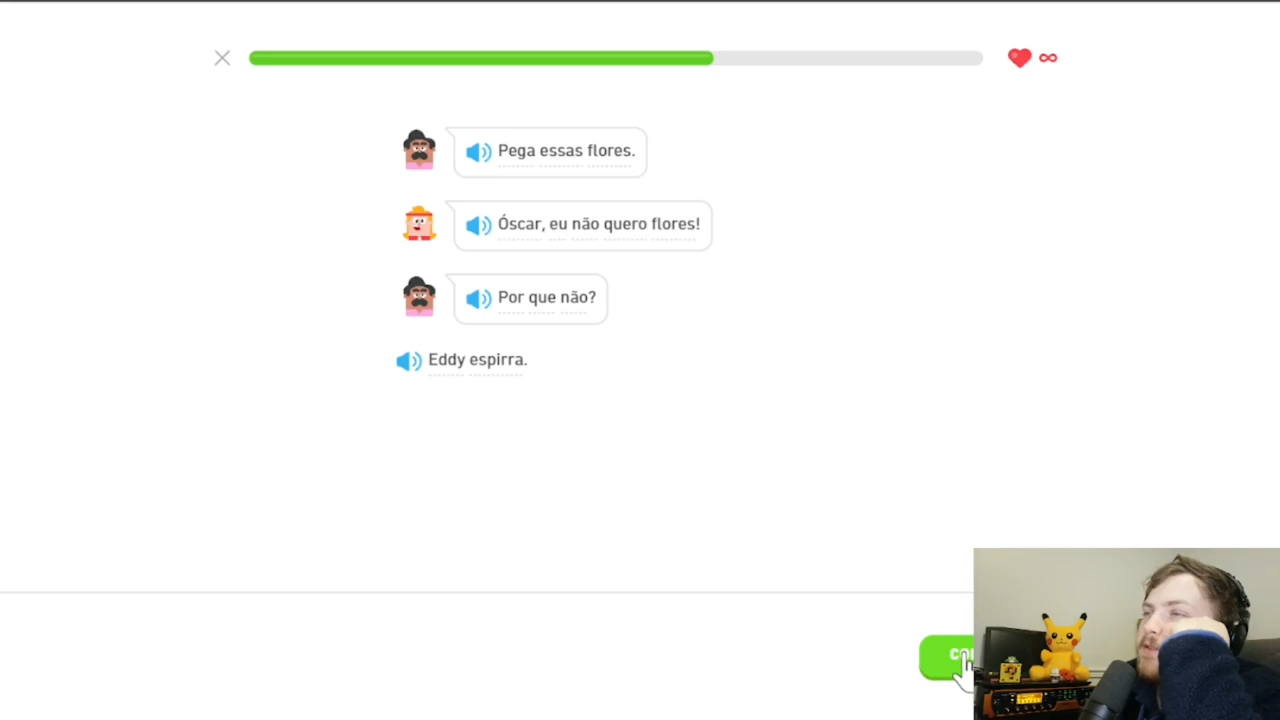 ∞
Pega essas flores.
Óscar, eu não quero flores!
Por que não?
Eddy espirra.